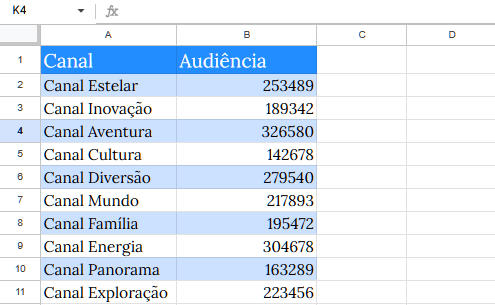 K4 fx
A B C D
1 Canal Audiência
2 Canal Estelar 253489
3 Canal Inovação 189342
4 Canal Aventura 326580
5 Canal Cultura 142678
6 Canal Diversão 279540
7 Canal Mundo 217893
8 Canal Família 195472
9 Canal Energia 304678
10 Canal Panorama 163289
11 Canal Exploração 223456